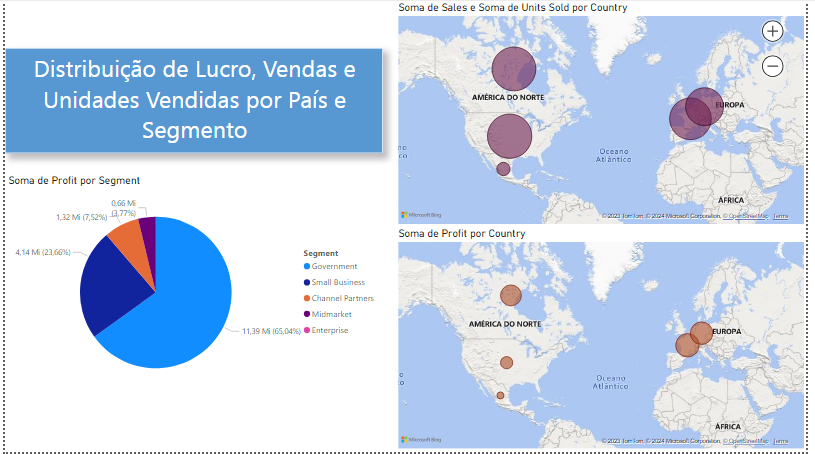 Distribuição de Lucro, Vendas e
Unidades Vendidas por País e
Segmento
Soma de Profit por Segment
0,66 Mi
(3,77%)
1,32 Mi (7,52%)
4,14 Mi (23,66%)
11,39 Mi (65,04%)
Segment
Government
Small Business
Channel Partners
Midmarket
Enterprise
Soma de Sales e Soma de Units Sold por Country
AMÉRICA DO NORTE
EUROPA
Oceano
Atlântico
ÁFRICA
Microsoft Bing
© 2023 TomTom, © 2024 Microsoft Corporation, © OpenStreetMap Terms
Soma de Profit por Country
AMÉRICA DO NORTE
EUROPA
Oceano
Atlântico
ÁFRICA
Microsoft Bing
© 2023 TomTom, © 2024 Microsoft Corporation, © OpenStreetMap Terms